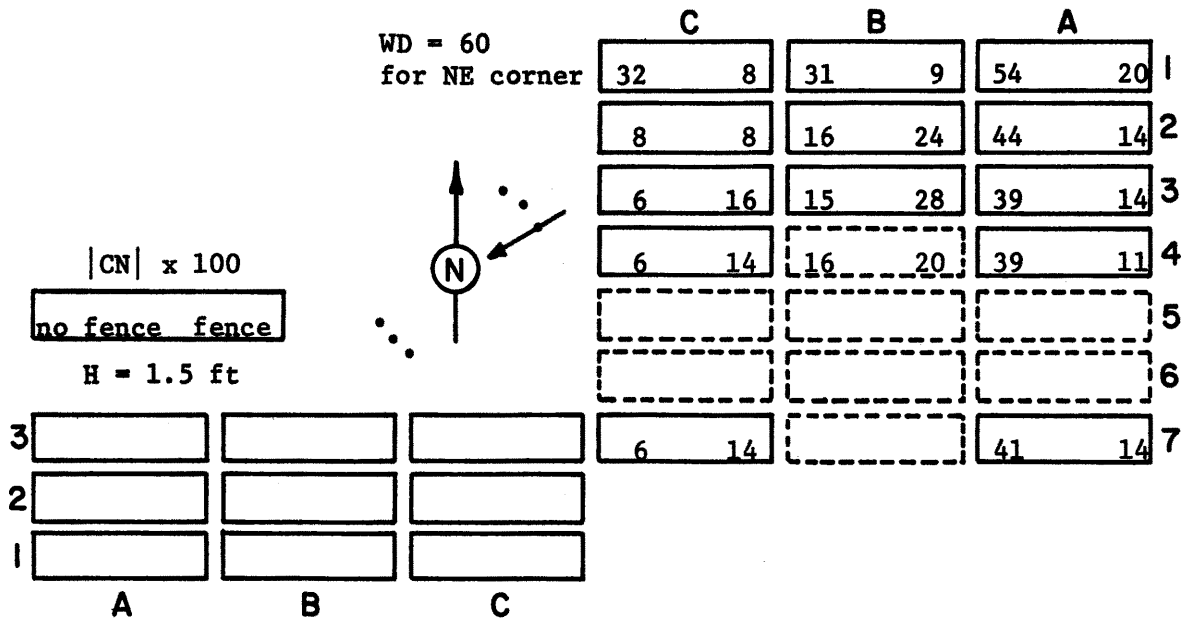 C B A
WD = 60
for NE corner
32 8 31 9 54 20 1
8 8 16 24 44 14 2
6 16 15 28 39 14 3
6 14 16 20 39 11 4
N
|CN| x 100
no fence fence
H = 1.5 ft
5
6
6 14 41 14 7
3
2
1
A B C